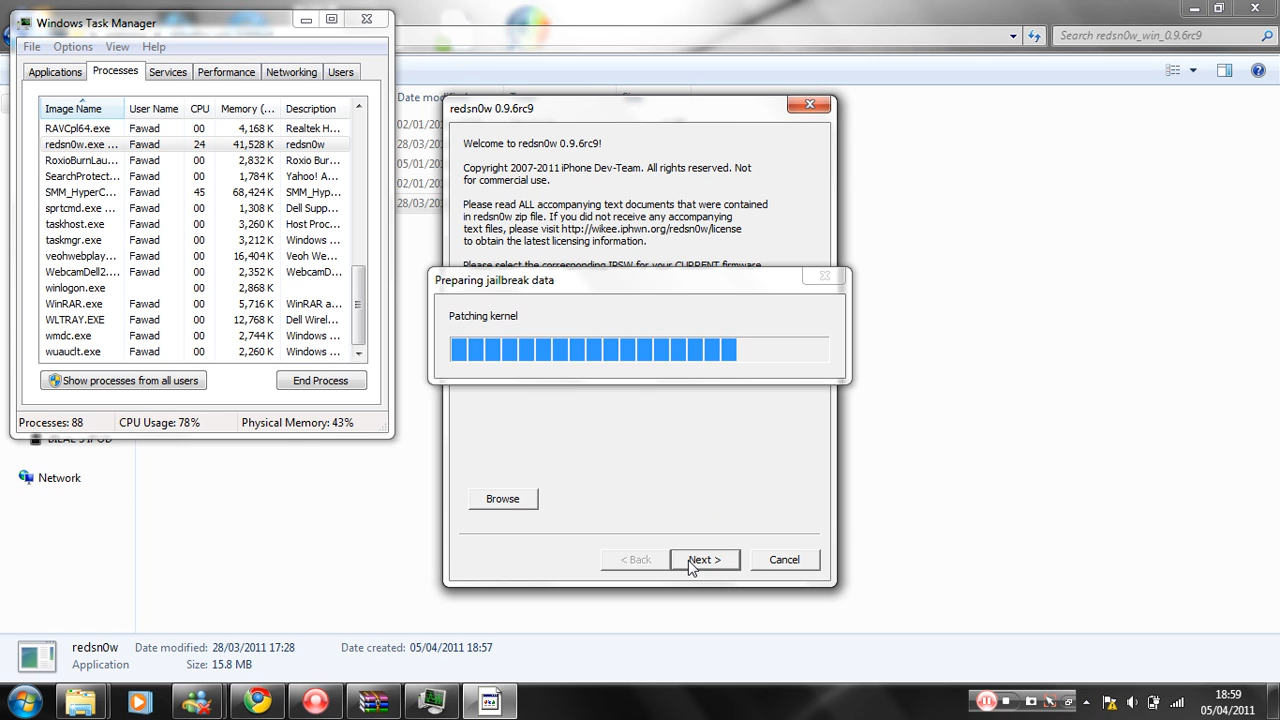 Windows Task Manager
File Options View Help
Applications Processes Services Performance Networking Users
Image Name User Name CPU Memory (... Description
RAVCpl64.exe Fawad 00 4,168 K Realtek H...
redsn0w.exe ... Fawad 24 41,528 K redsn0w
RoxioBurnLau... Fawad 00 2,832 K Roxio Bur...
SearchProtect... Fawad 00 1,784 K Yahoo! A...
SMM_HyperC... Fawad 45 68,424 K SMM_Hyp...
sprtcmd.exe ... Fawad 00 1,308 K Dell Supp...
taskhost.exe Fawad 00 3,260 K Host Proc...
taskmgr.exe Fawad 00 3,212 K Windows ...
veohwebplay... Fawad 00 16,404 K Veoh We...
WebcamDell2... Fawad 00 2,352 K WebcamD...
winlogon.exe 00 2,868 K
WinRAR.exe Fawad 00 5,716 K WinRAR a...
WLTRAY.EXE Fawad 00 12,768 K Dell Wirel...
wmdc.exe Fawad 00 2,744 K Windows ...
wuauclt.exe Fawad 00 2,260 K Windows ...
Show processes from all users End Process
Processes: 88 CPU Usage: 78% Physical Memory: 43%
BILAL'S IPOD
Network
Search redsn0w_win_0.9.6rc9
Date modified
02/01/201
28/03/201
05/01/201
02/01/201
28/03/201
redsn0w 0.9.6rc9
Welcome to redsn0w 0.9.6rc9!
Copyright 2007-2011 iPhone Dev-Team. All rights reserved. Not
for commercial use.
Please read ALL accompanying text documents that were contained
in redsn0w zip file. If you did not receive any accompanying
text files, please visit http://wikee.iphwn.org/redsn0w/license
to obtain the latest licensing information.
Please select the corresponding IPSW for your CURRENT firmware
Preparing jailbreak data
Patching kernel
Browse
< Back Next > Cancel
redsn0w Date modified: 28/03/2011 17:28 Date created: 05/04/2011 18:57
Application Size: 15.8 MB
18:59
05/04/2011